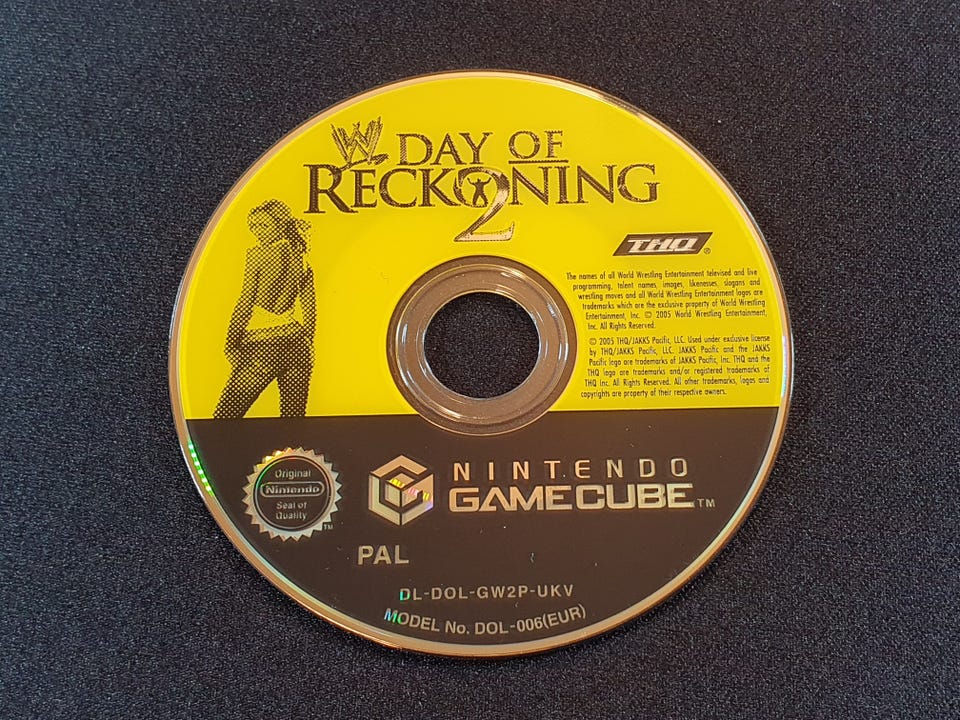 W
DAY OF
RECKONING
2
THQ®
The names of all World Wrestling Entertainment televised and live
programming, talent names, images, likenesses, slogans and
wrestling moves and all World Wrestling Entertainment logos are
trademarks which are the exclusive property of World Wrestling
Entertainment, Inc. © 2005 World Wrestling Entertainment,
Inc. All Rights Reserved.
© 2005 THQ/JAKKS Pacific, LLC. Used under exclusive license
by THQ/JAKKS Pacific, LLC. JAKKS Pacific and the JAKKS
Pacific logo are trademarks of JAKKS Pacific, Inc. THQ and the
THQ logo are trademarks and/or registered trademarks of
THQ Inc. All Rights Reserved. All other trademarks, logos and
copyrights are property of their respective owners.
Original
Nintendo
Seal of
Quality
TM
NINTENDO
GAMECUBE™
PAL
DL-DOL-GW2P-UKV
MODEL No. DOL-006(EUR)